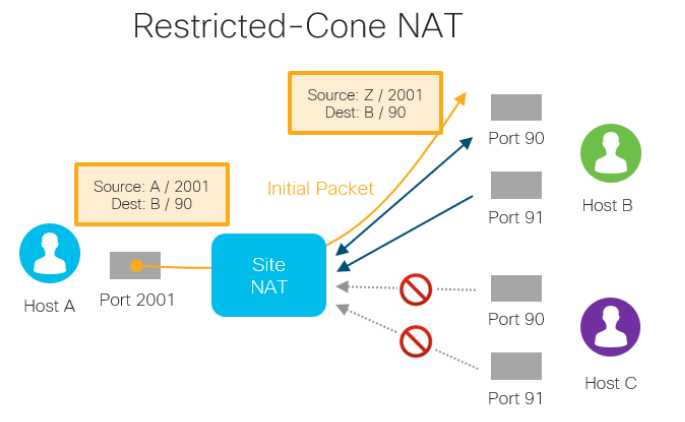 Restricted-Cone NAT
Source: Z / 2001
Dest: B / 90
Port 90
Source: A / 2001
Dest: B / 90
Initial Packet
Host B
Port 91
Site
NAT
Host A
Port 2001
Port 90
Host C
Port 91